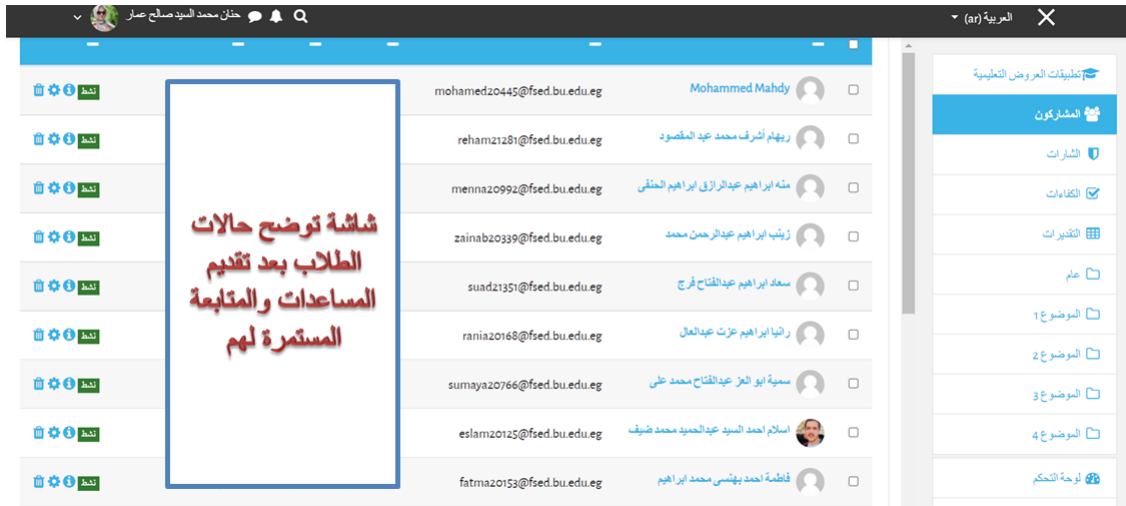 العربية (ar)
حنان محمد السيد صالح عمار
تطبيقات العروض التعليمية
المشاركون
الشارات
الكفاءات
التقديرات
عام
الموضوع 1
الموضوع 2
الموضوع 3
الموضوع 4
لوحة التحكم
Mohammed Mahdy
mohamed20445@fsed.bu.edu.eg
نشط
ريهام أشرف محمد عبد المقصود
reham21281@fsed.bu.edu.eg
نشط
منه ابراهيم عبدالرازق ابراهيم الحنفى
menna20992@fsed.bu.edu.eg
نشط
زينب ابراهيم عبدالرحمن محمد
zainab20339@fsed.bu.edu.eg
نشط
سعاد ابراهيم عبدالفتاح فرج
suad21351@fsed.bu.edu.eg
نشط
رانيا ابراهيم عزت عبدالعال
rania20168@fsed.bu.edu.eg
نشط
سمية ابو العز عبدالفتاح محمد على
sumaya20766@fsed.bu.edu.eg
نشط
اسلام احمد السيد عبدالحميد محمد ضيف
eslam20125@fsed.bu.edu.eg
نشط
فاطمة احمد بهنسى محمد ابراهيم
fatma20153@fsed.bu.edu.eg
نشط
شاشة توضح حالات
الطلاب بعد تقديم
المساعدات والمتابعة
المستمرة لهم